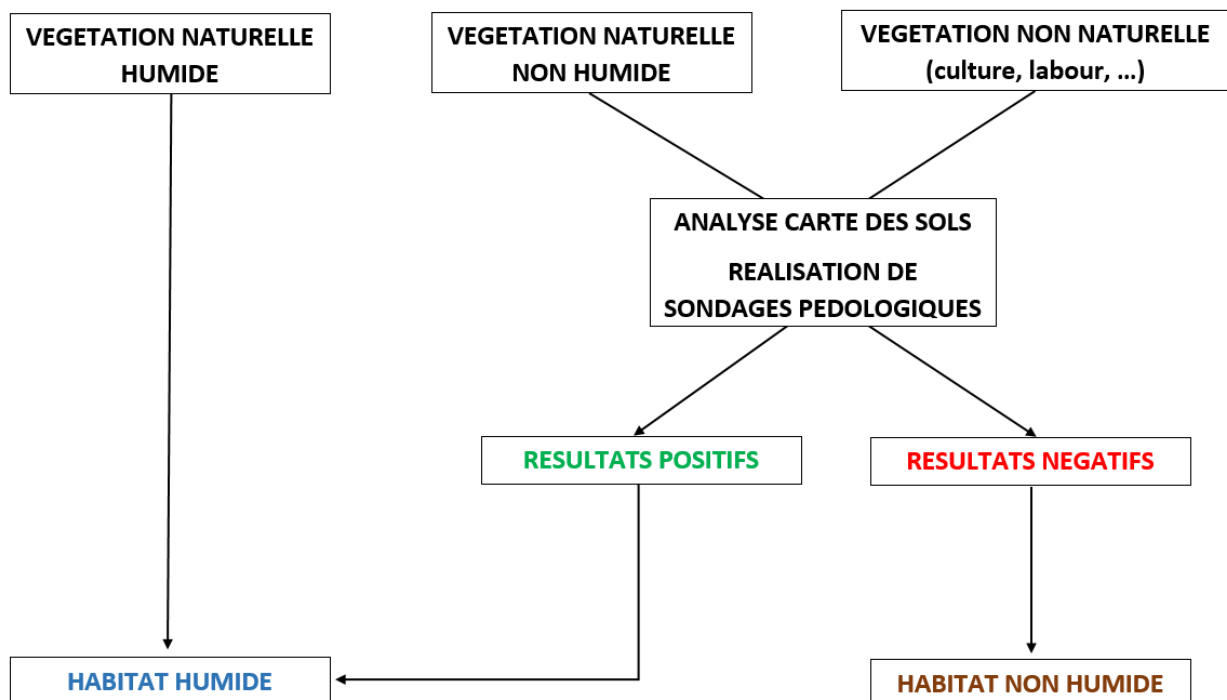 VEGETATION NATURELLE
HUMIDE
VEGETATION NATURELLE
NON HUMIDE
VEGETATION NON NATURELLE
(culture, labour, ...)
ANALYSE CARTE DES SOLS
REALISATION DE
SONDAGES PEDOLOGIQUES
RESULTATS POSITIFS
RESULTATS NEGATIFS
HABITAT HUMIDE
HABITAT NON HUMIDE